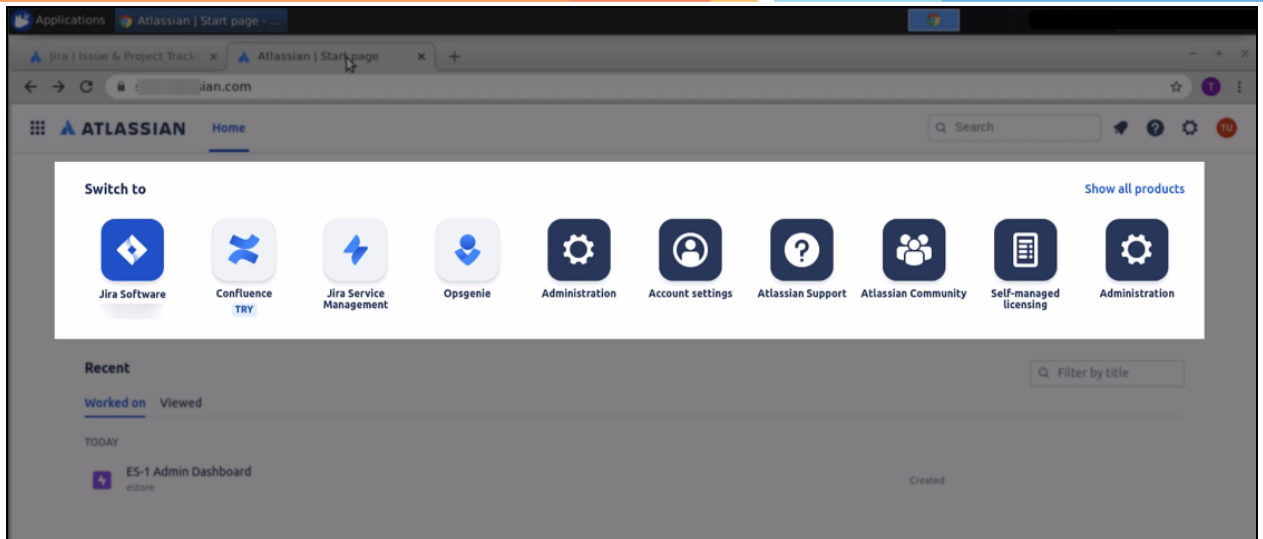 Applications Atlassian | Start page - ...
Jira | Issue & Project Tracki Atlassian | Start page
sian.com T
ATLASSIAN Home Search TU
Switch to Show all products
Jira Software Confluence Jira Service Opsgenie Administration Account settings Atlassian Support Atlassian Community Self-managed Administration
TRY Management licensing
Recent Filter by title
Worked on Viewed
TODAY
ES-1 Admin Dashboard
estore Created